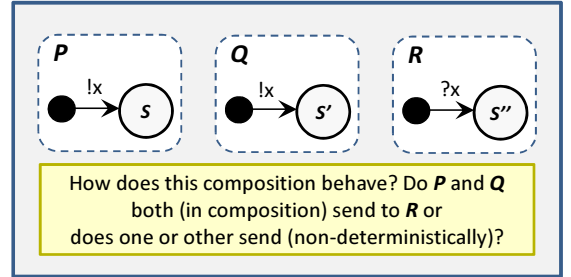 P Q R
!x !x ?x
S S' S''
How does this composition behave? Do P and Q
both (in composition) send to R or
does one or other send (non-deterministically)?